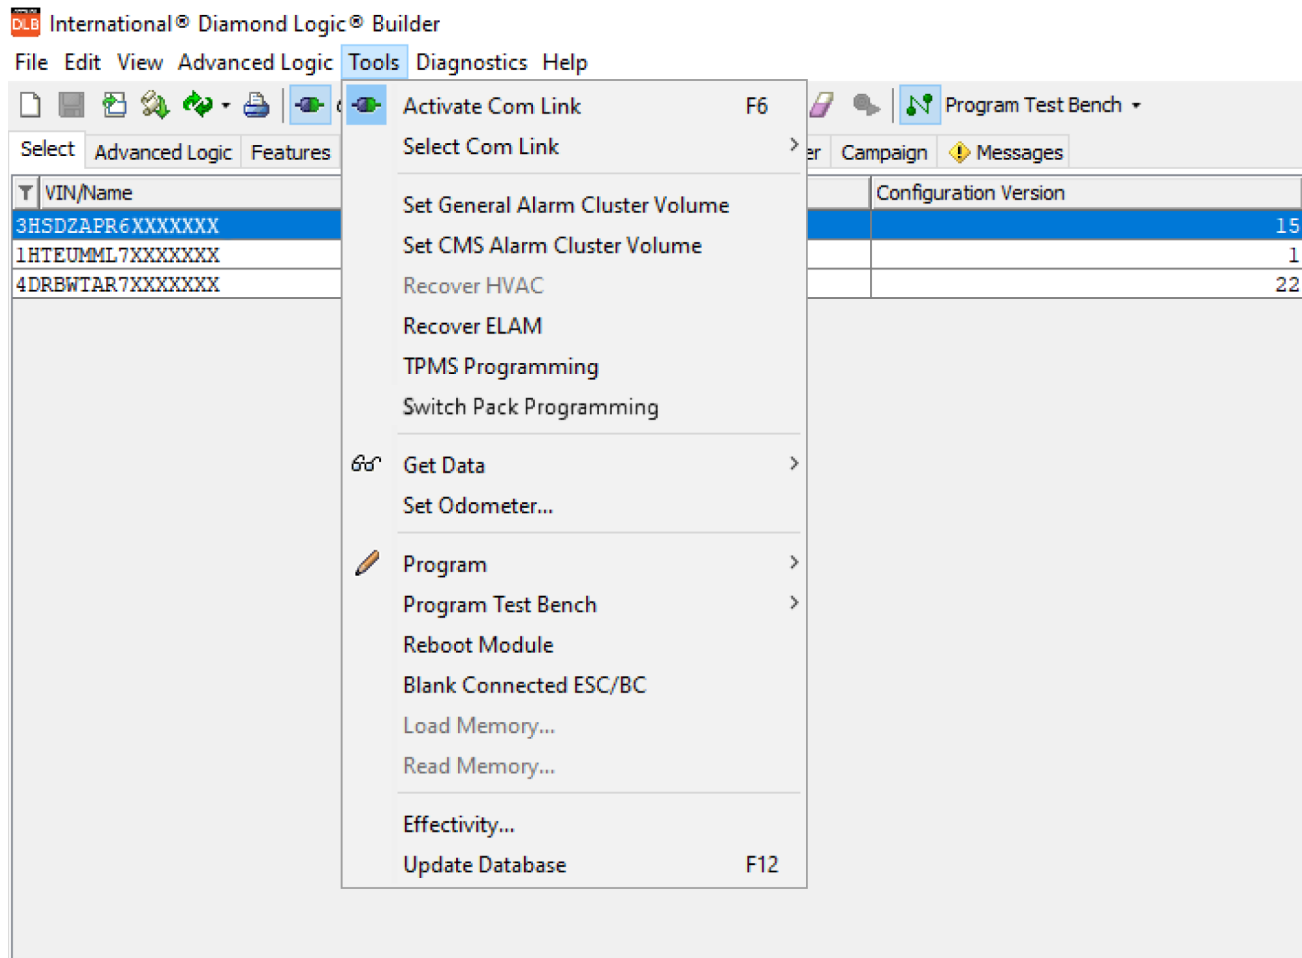 DLB International® Diamond Logic® Builder
File Edit View Advanced Logic Tools Diagnostics Help
Program Test Bench
Select Advanced Logic Features er Campaign Messages
VIN/Name Configuration Version
3HSDZAPR6XXXXXXX 15
1HTEUMML7XXXXXXX 1
4DRBWTAR7XXXXXXX 22
Activate Com Link F6
Select Com Link
Set General Alarm Cluster Volume
Set CMS Alarm Cluster Volume
Recover HVAC
Recover ELAM
TPMS Programming
Switch Pack Programming
Get Data
Set Odometer...
Program
Program Test Bench
Reboot Module
Blank Connected ESC/BC
Load Memory...
Read Memory...
Effectivity...
Update Database F12